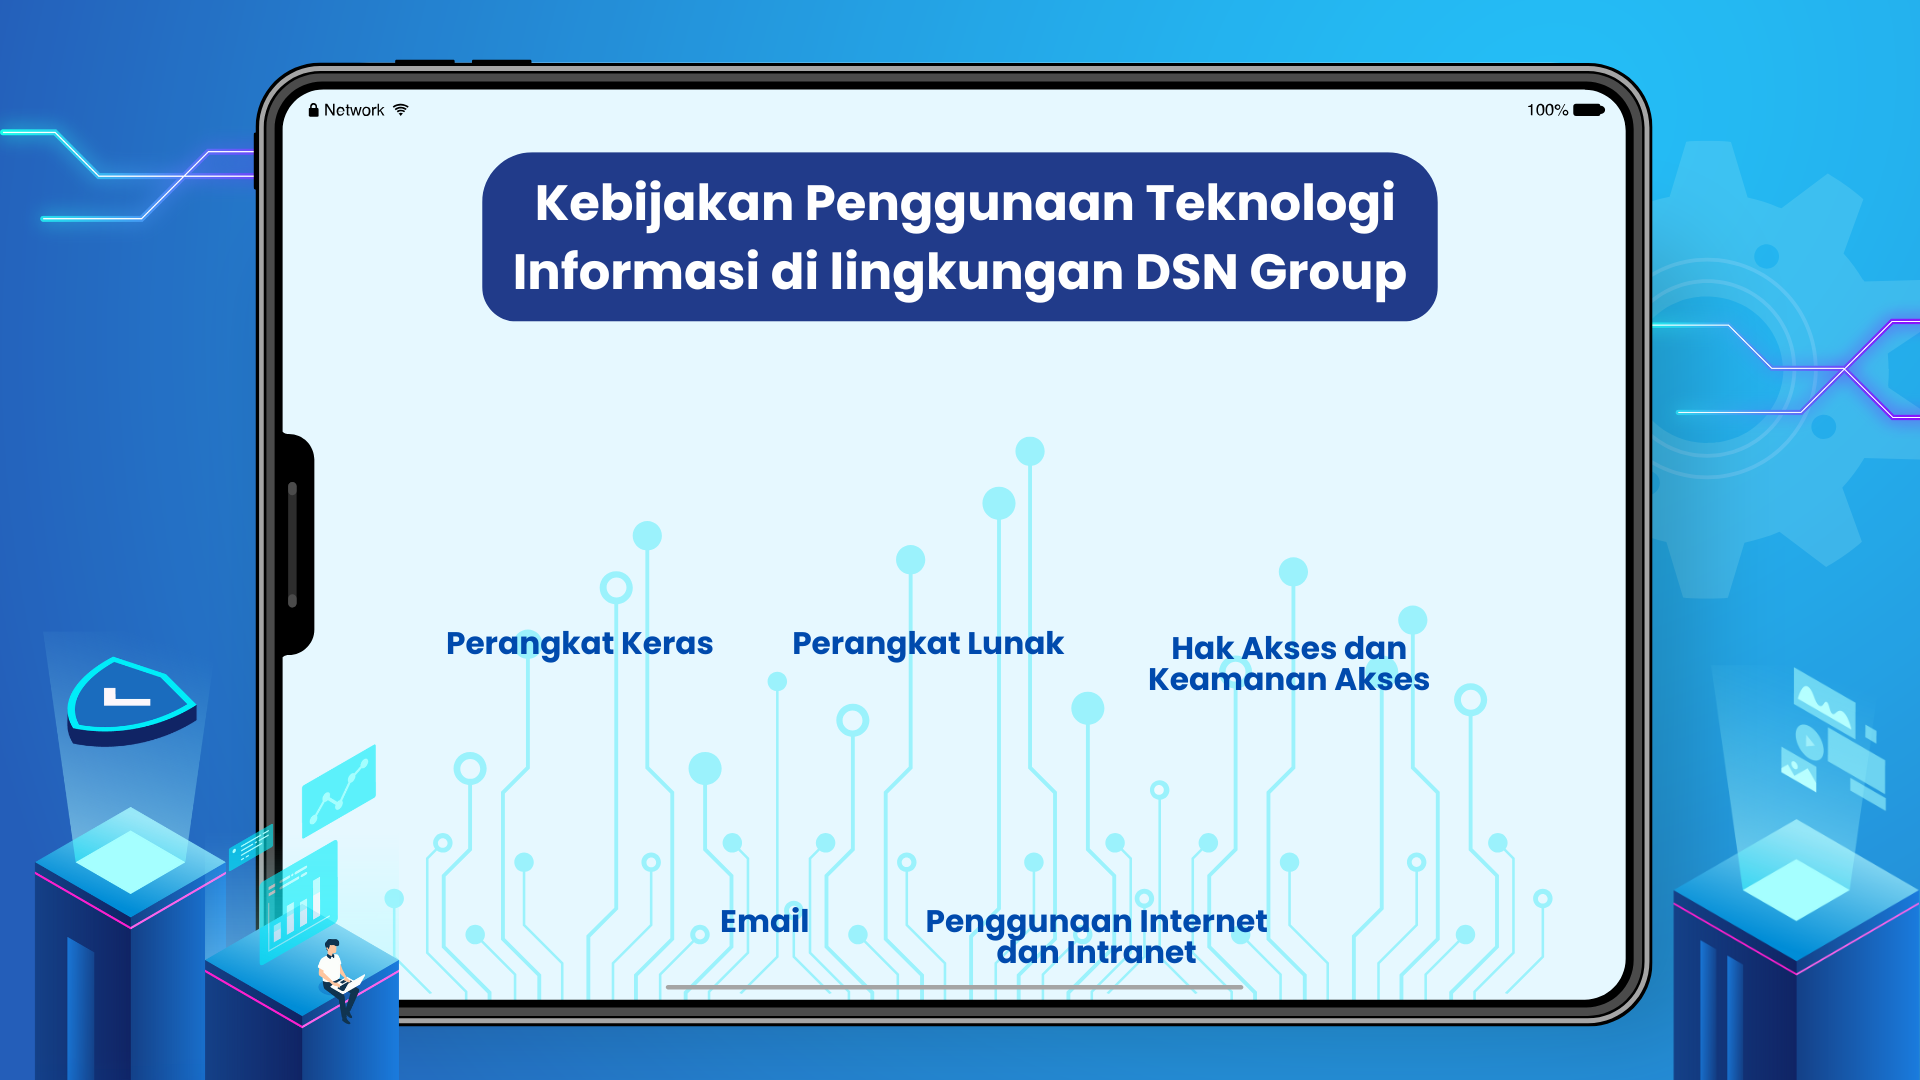 Network
100%
Kebijakan Penggunaan Teknologi
Informasi di lingkungan DSN Group
Perangkat Keras
Perangkat Lunak
Hak Akses dan
Keamanan Akses
Email
Penggunaan Internet
dan Intranet